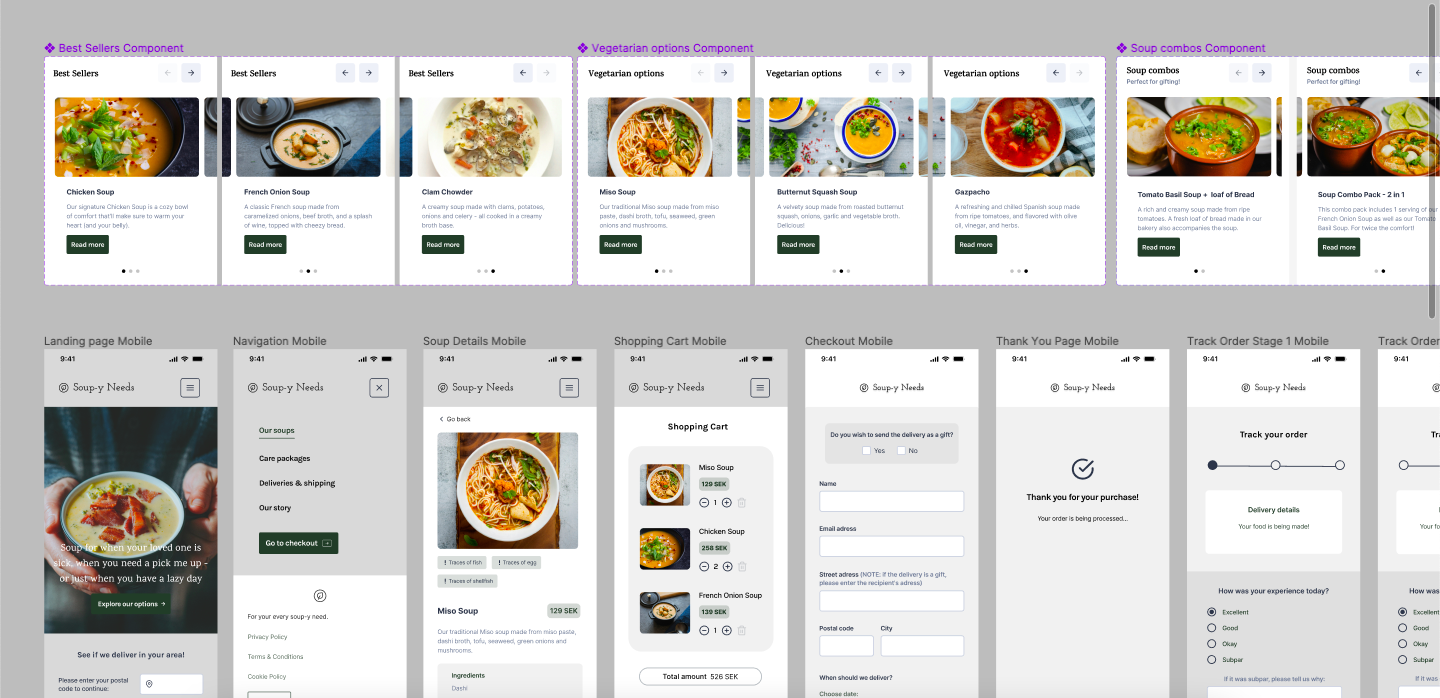 Best Sellers Component
Vegetarian options Component
Soup combos Component
Best Sellers
Best Sellers
Best Sellers
Vegetarian options
Vegetarian options
Vegetarian options
Soup combos
Perfect for gifting!
Soup combos
Perfect for gifting!
Chicken Soup
Our signature Chicken Soup is a cozy bowl
of comfort that'll make sure to warm your
heart (and your belly).
Read more
French Onion Soup
A classic French soup made from
caramelized onions, beef broth, and a splash
of wine, topped with cheezy bread.
Read more
Clam Chowder
A creamy soup made with clams, potatoes,
onions and celery - all cooked in a creamy
broth base.
Read more
Miso Soup
Our traditional Miso soup made from miso
paste, dashi broth, tofu, seaweed, green
onions and mushrooms.
Read more
Butternut Squash Soup
A velvety soup made from roasted butternut
squash, onions, garlic and vegetable broth.
Delicious!
Read more
Gazpacho
A refreshing and chilled Spanish soup made
from ripe tomatoes, and flavored with olive
oil, vinegar, and herbs.
Read more
Tomato Basil Soup + loaf of Bread
A rich and creamy soup made from ripe
tomatoes. A fresh loaf of bread made in our
bakery also accompanies the soup.
Read more
Soup Combo Pack - 2 in 1
This combo pack includes 1 serving of our
French Onion Soup as well as our Tomato
Basil Soup. For twice the comfort!
Read more
Landing page Mobile
9:41
Soup-y Needs
Soup for when your loved one is
sick, when you need a pick me up -
or just when you have a lazy day
Explore our options →
See if we deliver in your area!
Please enter your postal
code to continue:
Navigation Mobile
9:41
Soup-y Needs
Our soups
Care packages
Deliveries & shipping
Our story
Go to checkout
For your every soup-y need.
Privacy Policy
Terms & Conditions
Cookie Policy
Soup Details Mobile
9:41
Soup-y Needs
Go back
! Traces of fish
! Traces of egg
! Traces of shellfish
Miso Soup
129 SEK
Our traditional Miso soup made from miso paste,
dashi broth, tofu, seaweed, green onions and
mushrooms.
Ingredients
Dashi
Shopping Cart Mobile
9:41
Soup-y Needs
Shopping Cart
Miso Soup
129 SEK
1
Chicken Soup
258 SEK
2
French Onion Soup
139 SEK
1
Total amount 526 SEK
Checkout Mobile
9:41
Soup-y Needs
Do you wish to send the delivery as a gift?
Yes
No
Name
Email adress
Street adress (NOTE: If the delivery is a gift,
please enter the recipient's adress)
Postal code
City
When should we deliver?
Choose date:
Thank You Page Mobile
9:41
Soup-y Needs
Thank you for your purchase!
Your order is being processed...
Track Order Stage 1 Mobile
9:41
Soup-y Needs
Track your order
Delivery details
Your food is being made!
How was your experience today?
Excellent
Good
Okay
Subpar
If it was subpar, please tell us why:
Track Order
9:41
Your fo
How was
Excellent
Good
Okay
Subpar
If it was